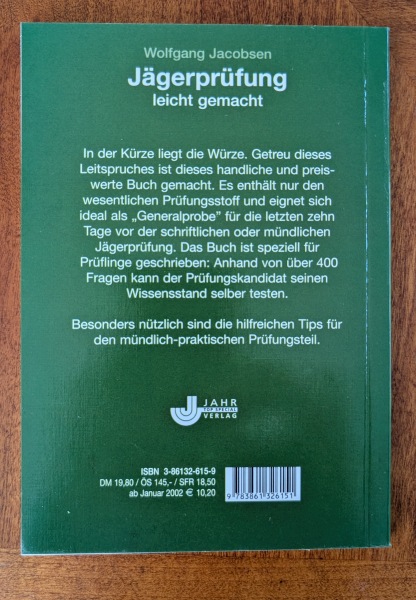 Wolfgang Jacobsen
Jägerprüfung
leicht gemacht
In der Kürze liegt die Würze. Getreu dieses
Leitspruches ist dieses handliche und preis-
werte Buch gemacht. Es enthält nur den
wesentlichen Prüfungsstoff und eignet sich
ideal als „Generalprobe” für die letzten zehn
Tage vor der schriftlichen oder mündlichen
Jägerprüfung. Das Buch ist speziell für
Prüflinge geschrieben: Anhand von über 400
Fragen kann der Prüfungskandidat seinen
Wissensstand selber testen.
Besonders nützlich sind die hilfreichen Tips für
den mündlich-praktischen Prüfungsteil.
JAHR
TOP SPECIAL
VERLAG
ISBN 3-86132-615-9
DM 19,80 / ÖS 145,- / SFR 18,50
ab Januar 2002 € 10,20
9 783861 326151